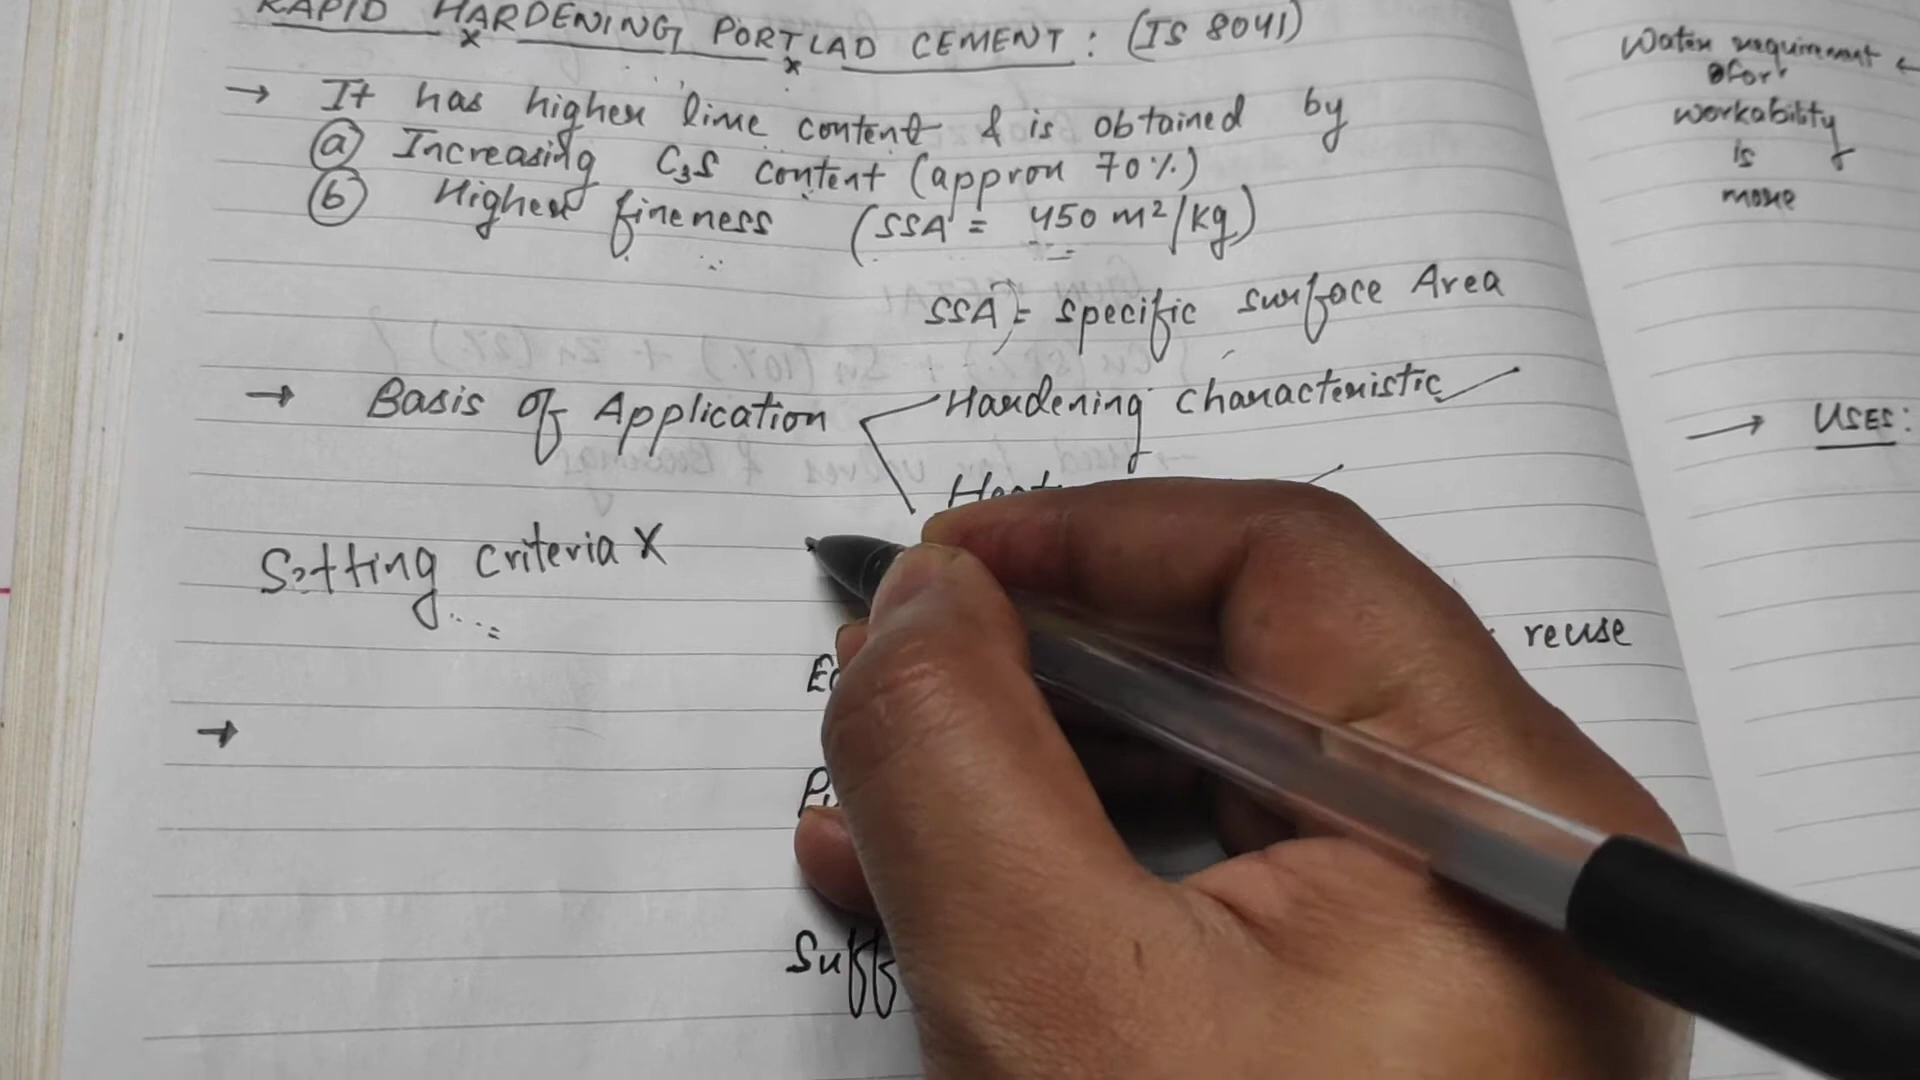 RAPID HARDENING PORTLAD CEMENT : (IS 8041)
→ It has higher lime content & is obtained by
(a) Increasing C3S content (approx 70%)
(b) Higher fineness (SSA = 450 m²/kg)
SSA = Specific surface Area
→ Basis of Application
Hardening characteristic
Setting criteria X
reuse
→
Suff
Water requirement ←
for
workability
is
more
→ USES: